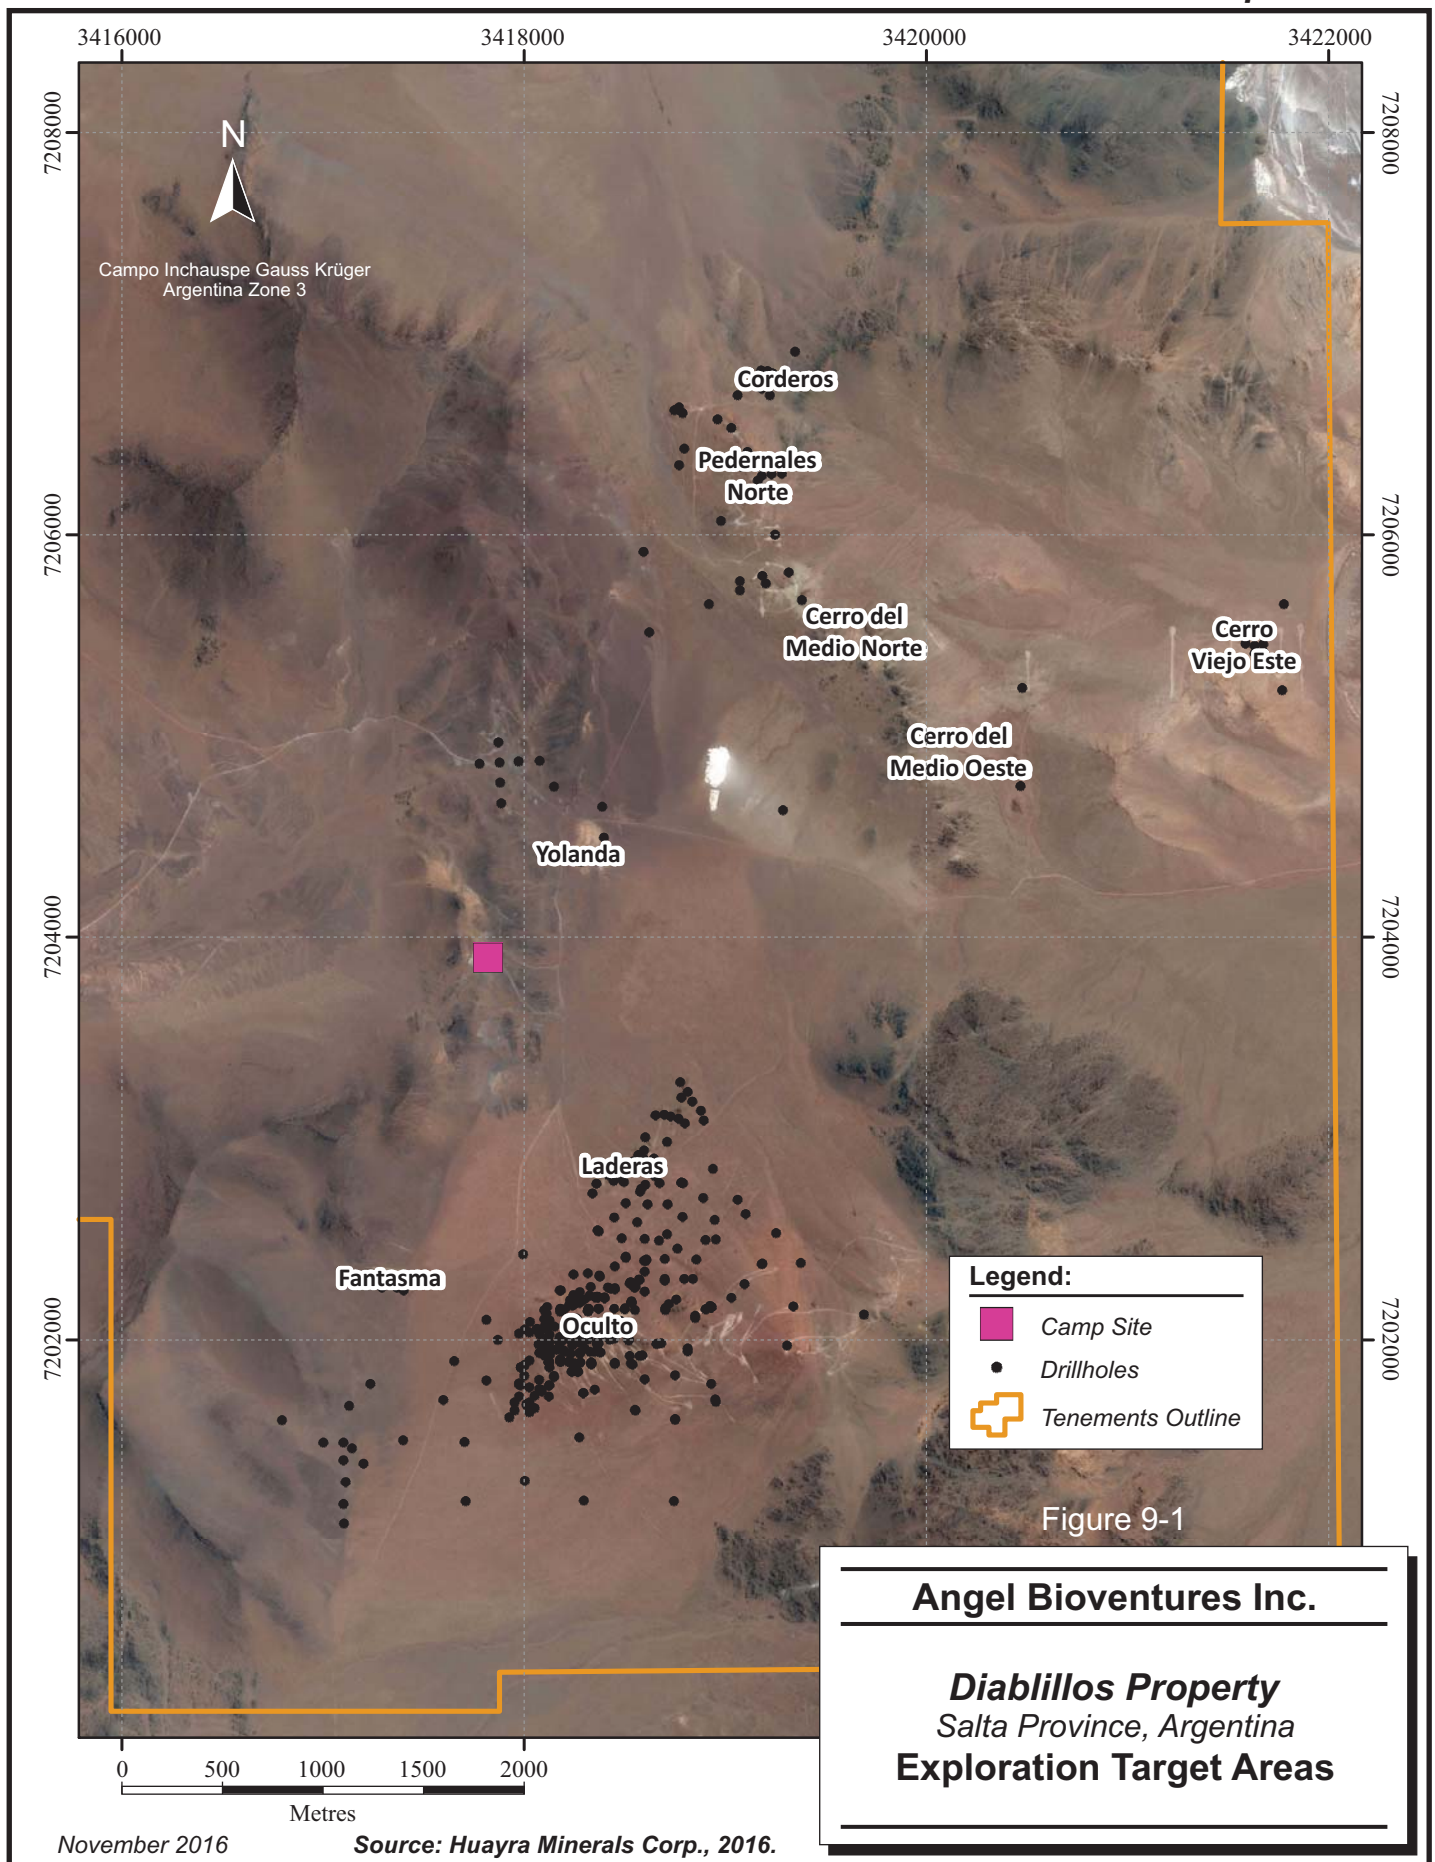 3416000
3418000
3420000
3422000
7208000
7208000
N
Campo Inchauspe Gauss Krüger
Argentina Zone 3
Corderos
Pedernales
Norte
7206000
7206000
Cerro del
Medio Norte
Cerro
Viejo Este
Cerro del
Medio Oeste
Yolanda
7204000
7204000
Laderas
Fantasma
Oculto
7202000
7202000
Legend:
Camp Site
Drillholes
Tenements Outline
Figure 9-1
Angel Bioventures Inc.
Diablillos Property
Salta Province, Argentina
Exploration Target Areas
0
500
1000
1500
2000
Metres
November 2016
Source: Huayra Minerals Corp., 2016.